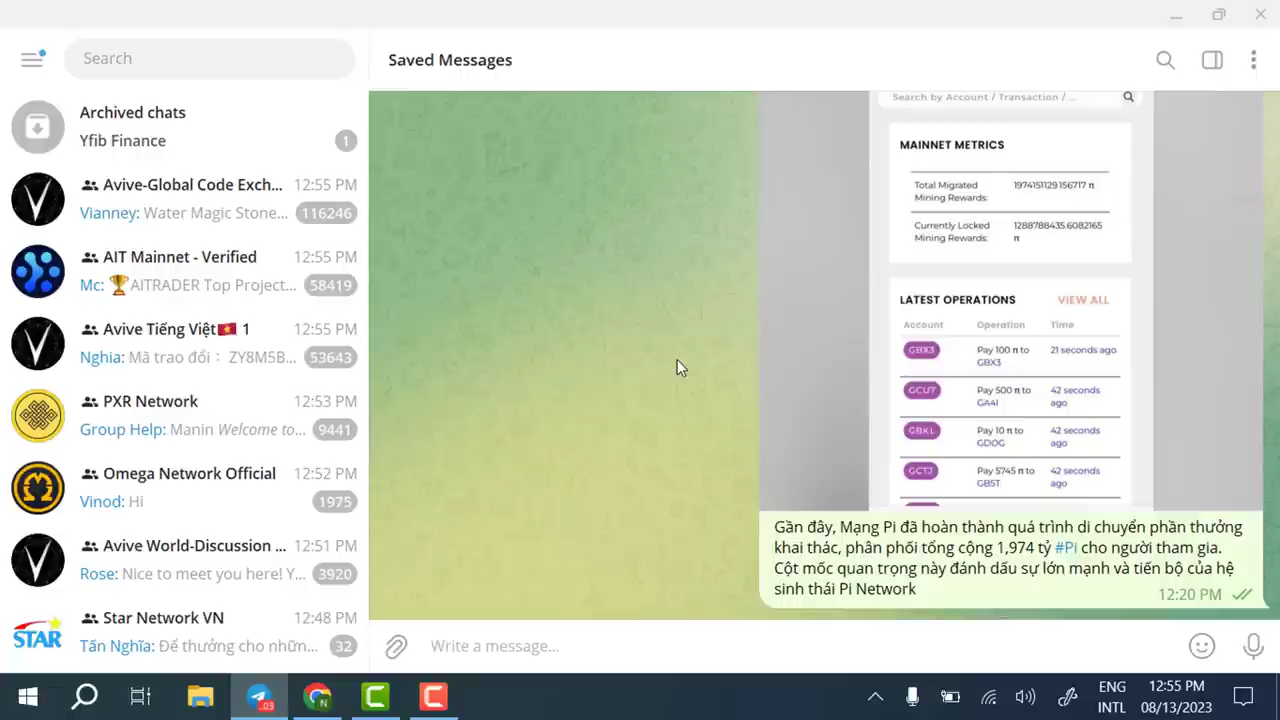 Search
Saved Messages
Archived chats
Yfib Finance
1
Avive-Global Code Exch...
12:55 PM
Vianney: Water Magic Stone...
116246
AIT Mainnet - Verified
12:55 PM
Mc: 🏆AITRADER Top Project...
58419
Avive Tiếng Việt🇻🇳 1
12:55 PM
Nghia: Mã trao đổi： ZY8M5B...
53643
PXR Network
12:53 PM
Group Help: Manin Welcome to...
9441
Omega Network Official
12:52 PM
Vinod: Hi
1975
Avive World-Discussion ...
12:51 PM
Rose: Nice to meet you here! Y...
3920
STAR
Star Network VN
12:48 PM
Tấn Nghĩa: Để thưởng cho nhữn...
32
Search by Account / Transaction / ...
MAINNET METRICS
Total Migrated
Mining Rewards:
1974151129.156717 π
Currently Locked
Mining Rewards:
1288788435.6082165
π
LATEST OPERATIONS
VIEW ALL
Account Operation Time
GBX3
Pay 100 π to
GBX3
21 seconds ago
GCU7
Pay 500 π to
GA4I
42 seconds
ago
GBKL
Pay 10 π to
GDOG
42 seconds
ago
GCTJ
Pay 5745 π to
GB5T
42 seconds
ago
Gần đây, Mạng Pi đã hoàn thành quá trình di chuyển phần thưởng
khai thác, phân phối tổng cộng 1,974 tỷ #Pi cho người tham gia.
Cột mốc quan trọng này đánh dấu sự lớn mạnh và tiến bộ của hệ
sinh thái Pi Network
12:20 PM
Write a message...
03
N
ENG
INTL
12:55 PM
08/13/2023